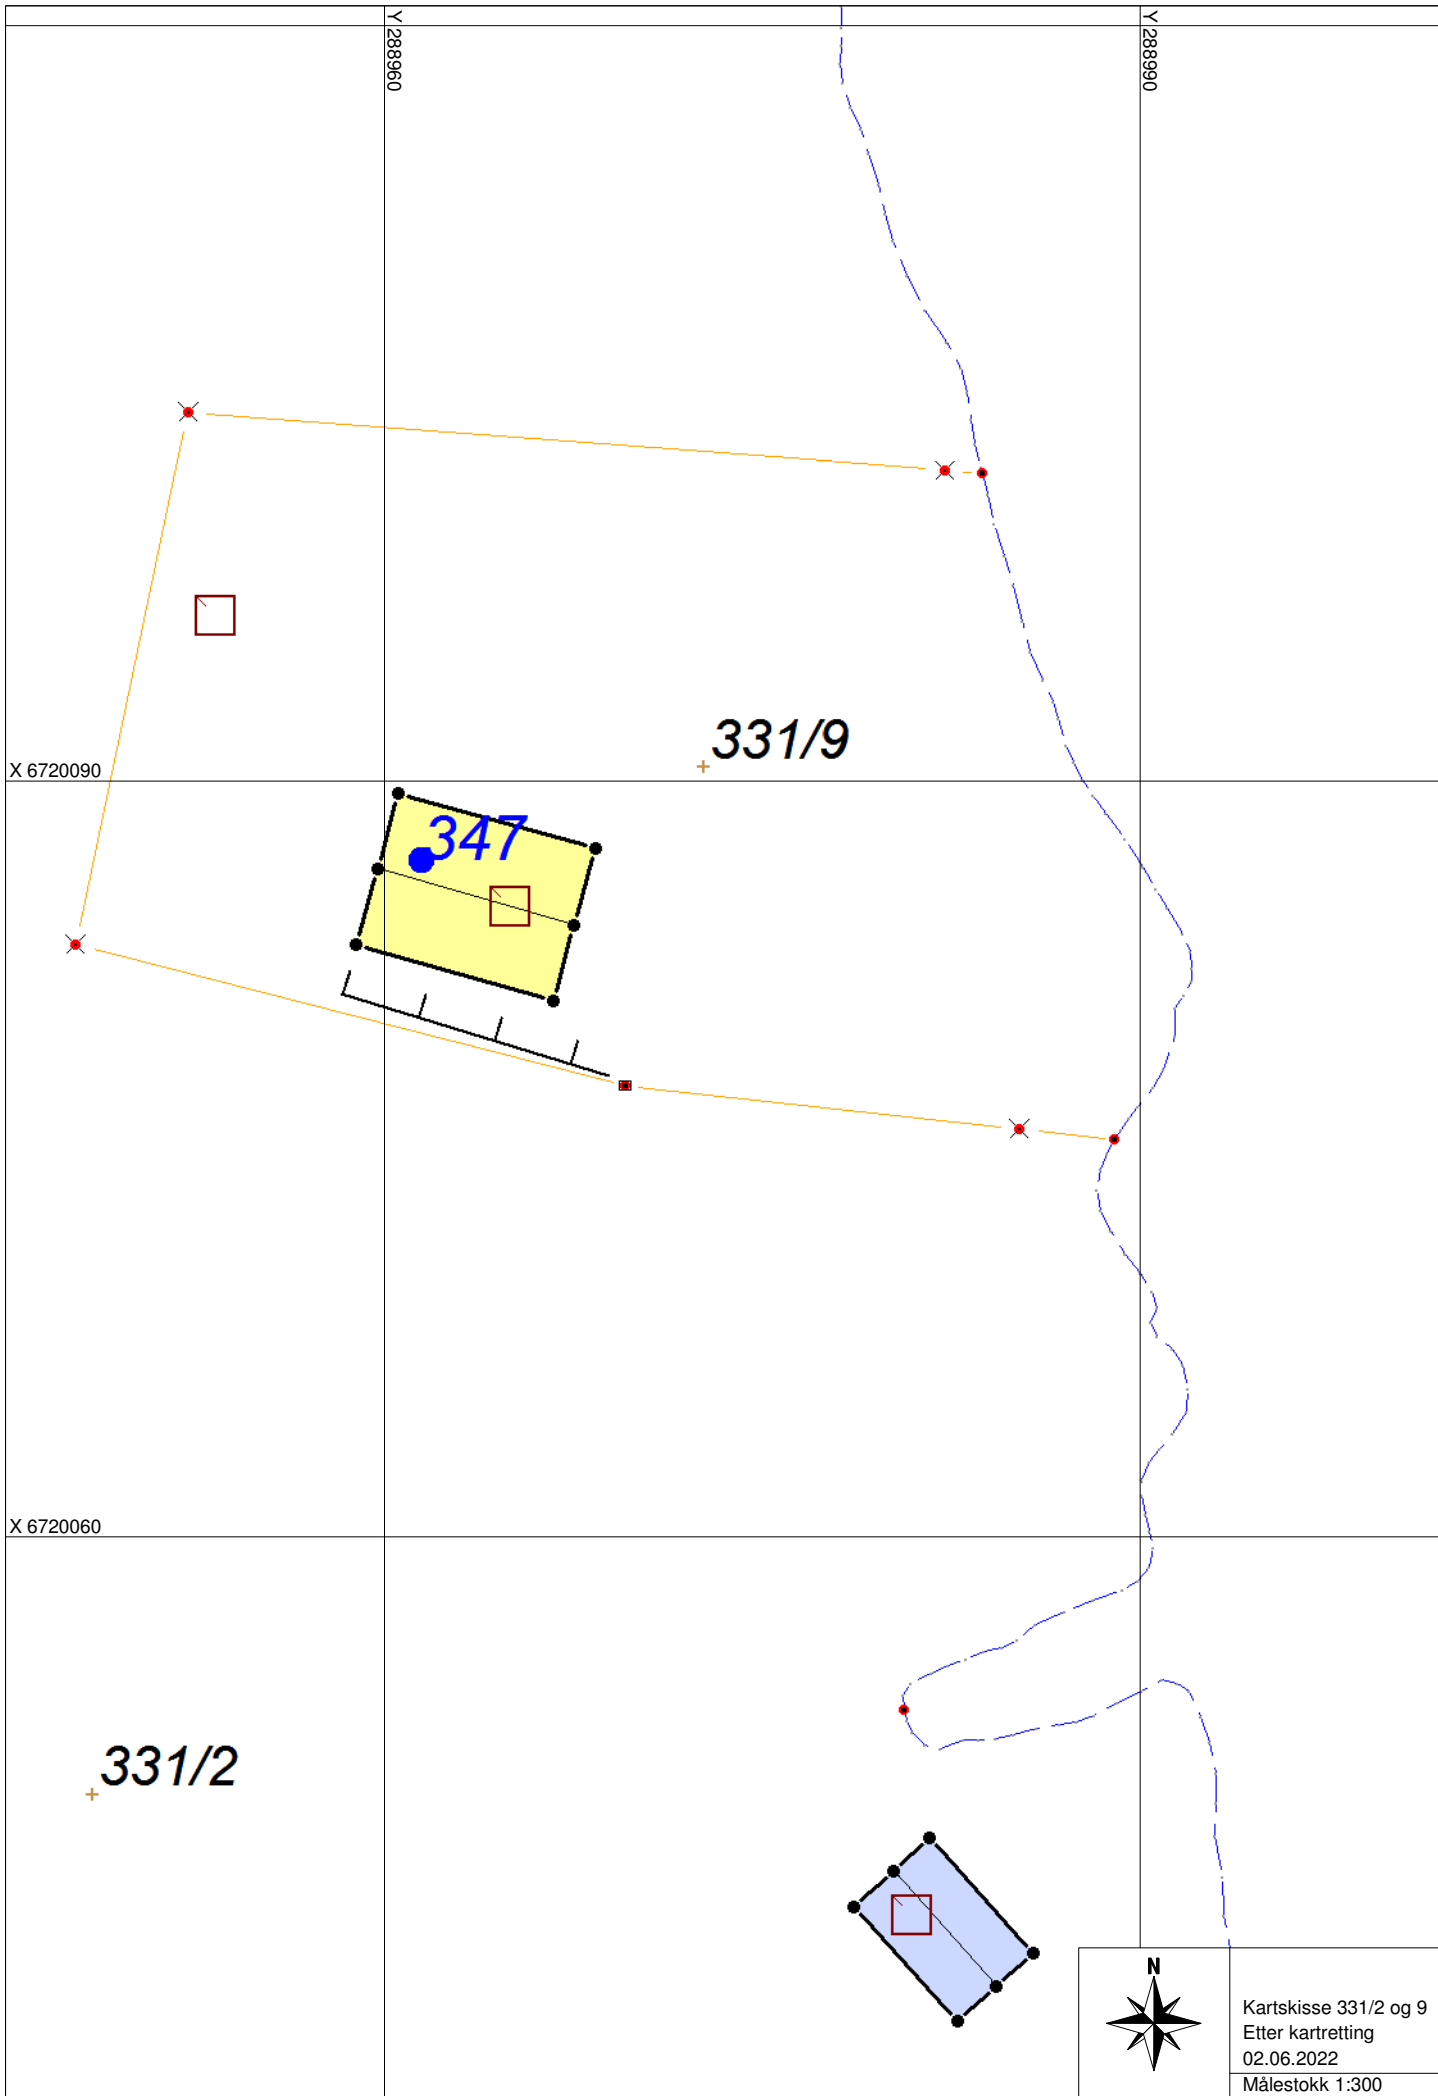 Y 288960
Y 288990
331/9
X 6720090
347
X 6720060
331/2
N
Kartskisse 331/2 og 9
Etter kartretting
02.06.2022
Målestokk 1:300